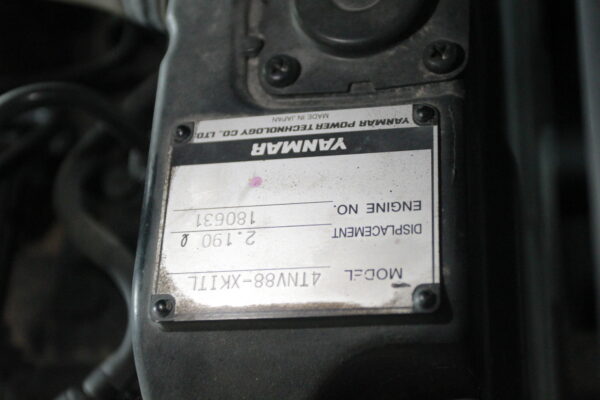 MODEL 4TNV88-XKITL
DISPLACEMENT 2.190 ℓ
ENGINE NO. 180631
YANMAR
YANMAR POWER TECHNOLOGY CO., LTD.
MADE IN JAPAN